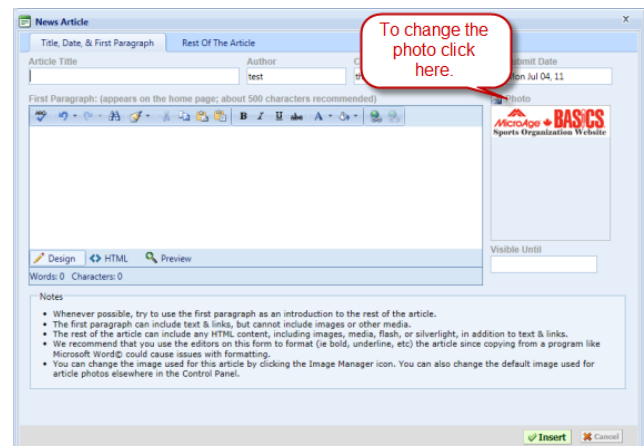 News Article
X
Title, Date, & First Paragraph
Rest Of The Article
To change the
photo click
here.
Article Title
Author
Submit Date
test
Mon Jul 04, 11
First Paragraph: (appears on the home page; about 500 characters recommended)
Photo
MicroAge BASICS
Sports Organization Website
B I U abc A
Design
HTML
Preview
Visible Until
Words: 0 Characters: 0
Notes
• Whenever possible, try to use the first paragraph as an introduction to the rest of the article.
• The first paragraph can include text & links, but cannot include images or other media.
• The rest of the article can include any HTML content, including images, media, flash, or silverlight, in addition to text & links.
• We recommend that you use the editors on this form to format (ie bold, underline, etc) the article since copying from a program like
Microsoft Word© could cause issues with formatting.
• You can change the image used for this article by clicking the Image Manager icon. You can also change the default image used for
article photos elsewhere in the Control Panel.
Insert
Cancel